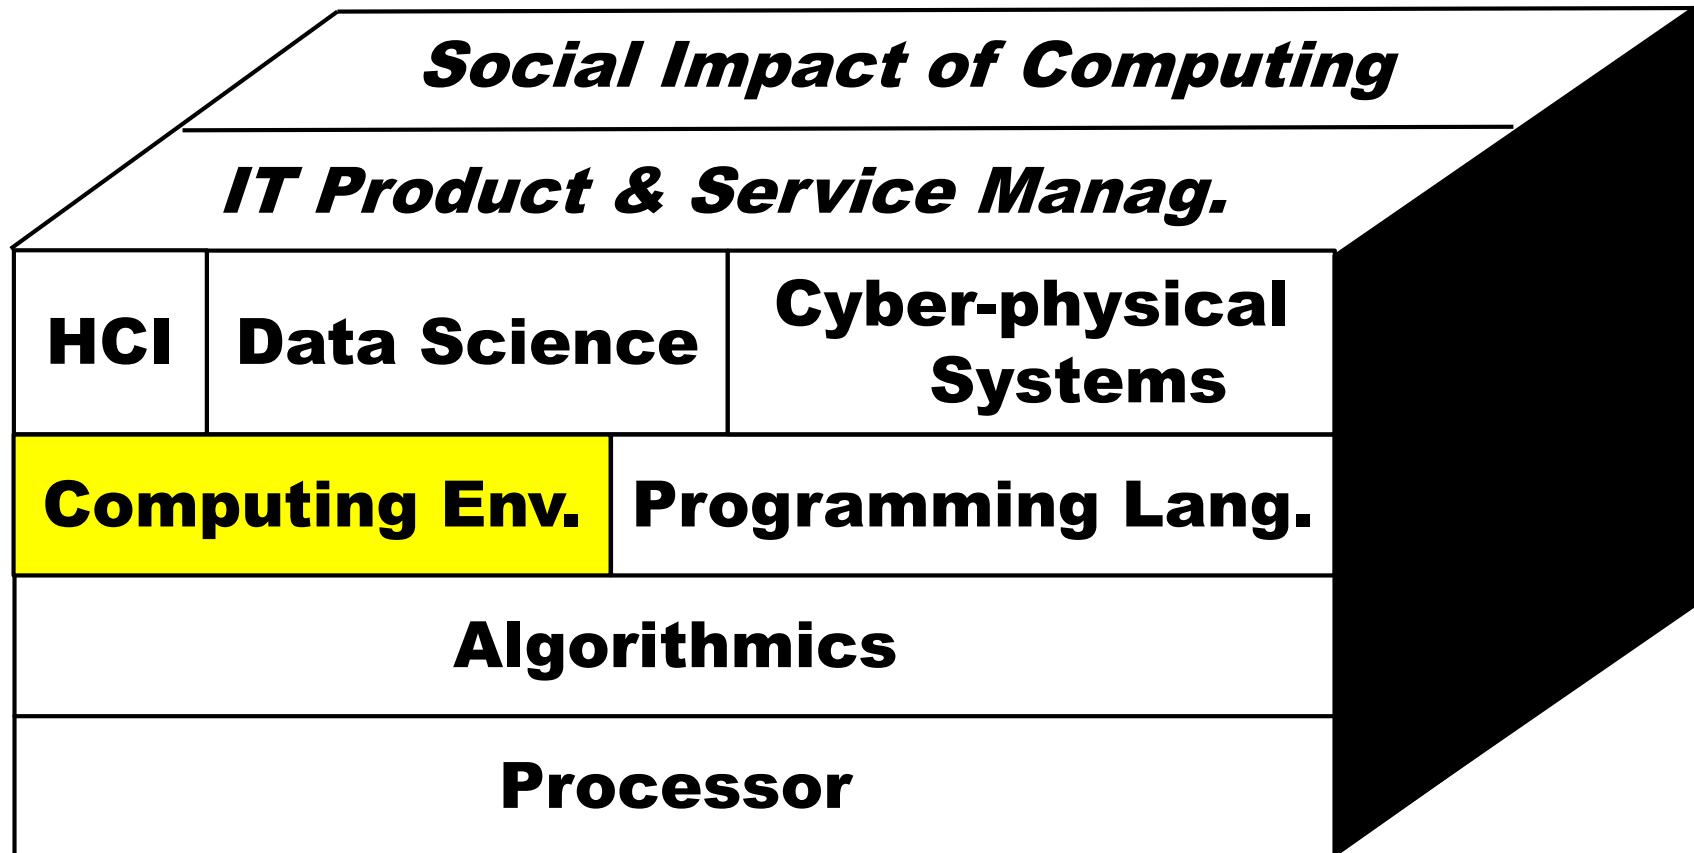 Social Impact of Computing
IT Product & Service Manag.
HCI
Data Science
Cyber-physical
Systems
Computing Env.
Programming Lang.
Algorithmics
Processor